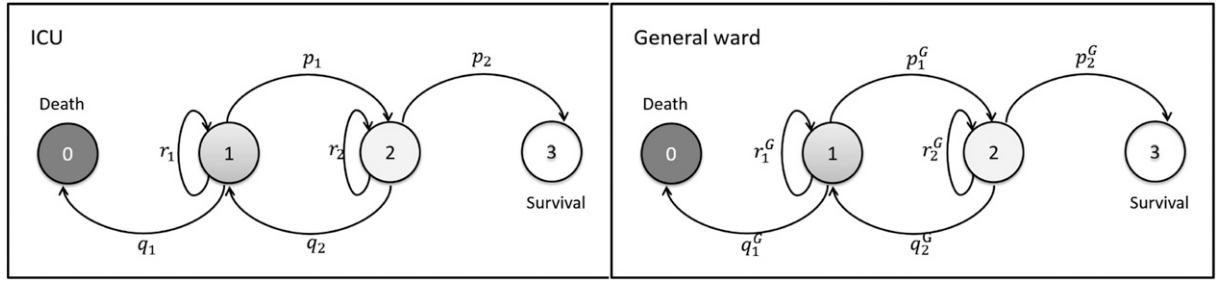 ICU
p₁
p₂
Death
0
r₁
1
r₂
2
3
Survival
q₁
q₂
General ward
p₁ᴳ
p₂ᴳ
Death
0
r₁ᴳ
1
r₂ᴳ
2
3
Survival
q₁ᴳ
q₂ᴳ